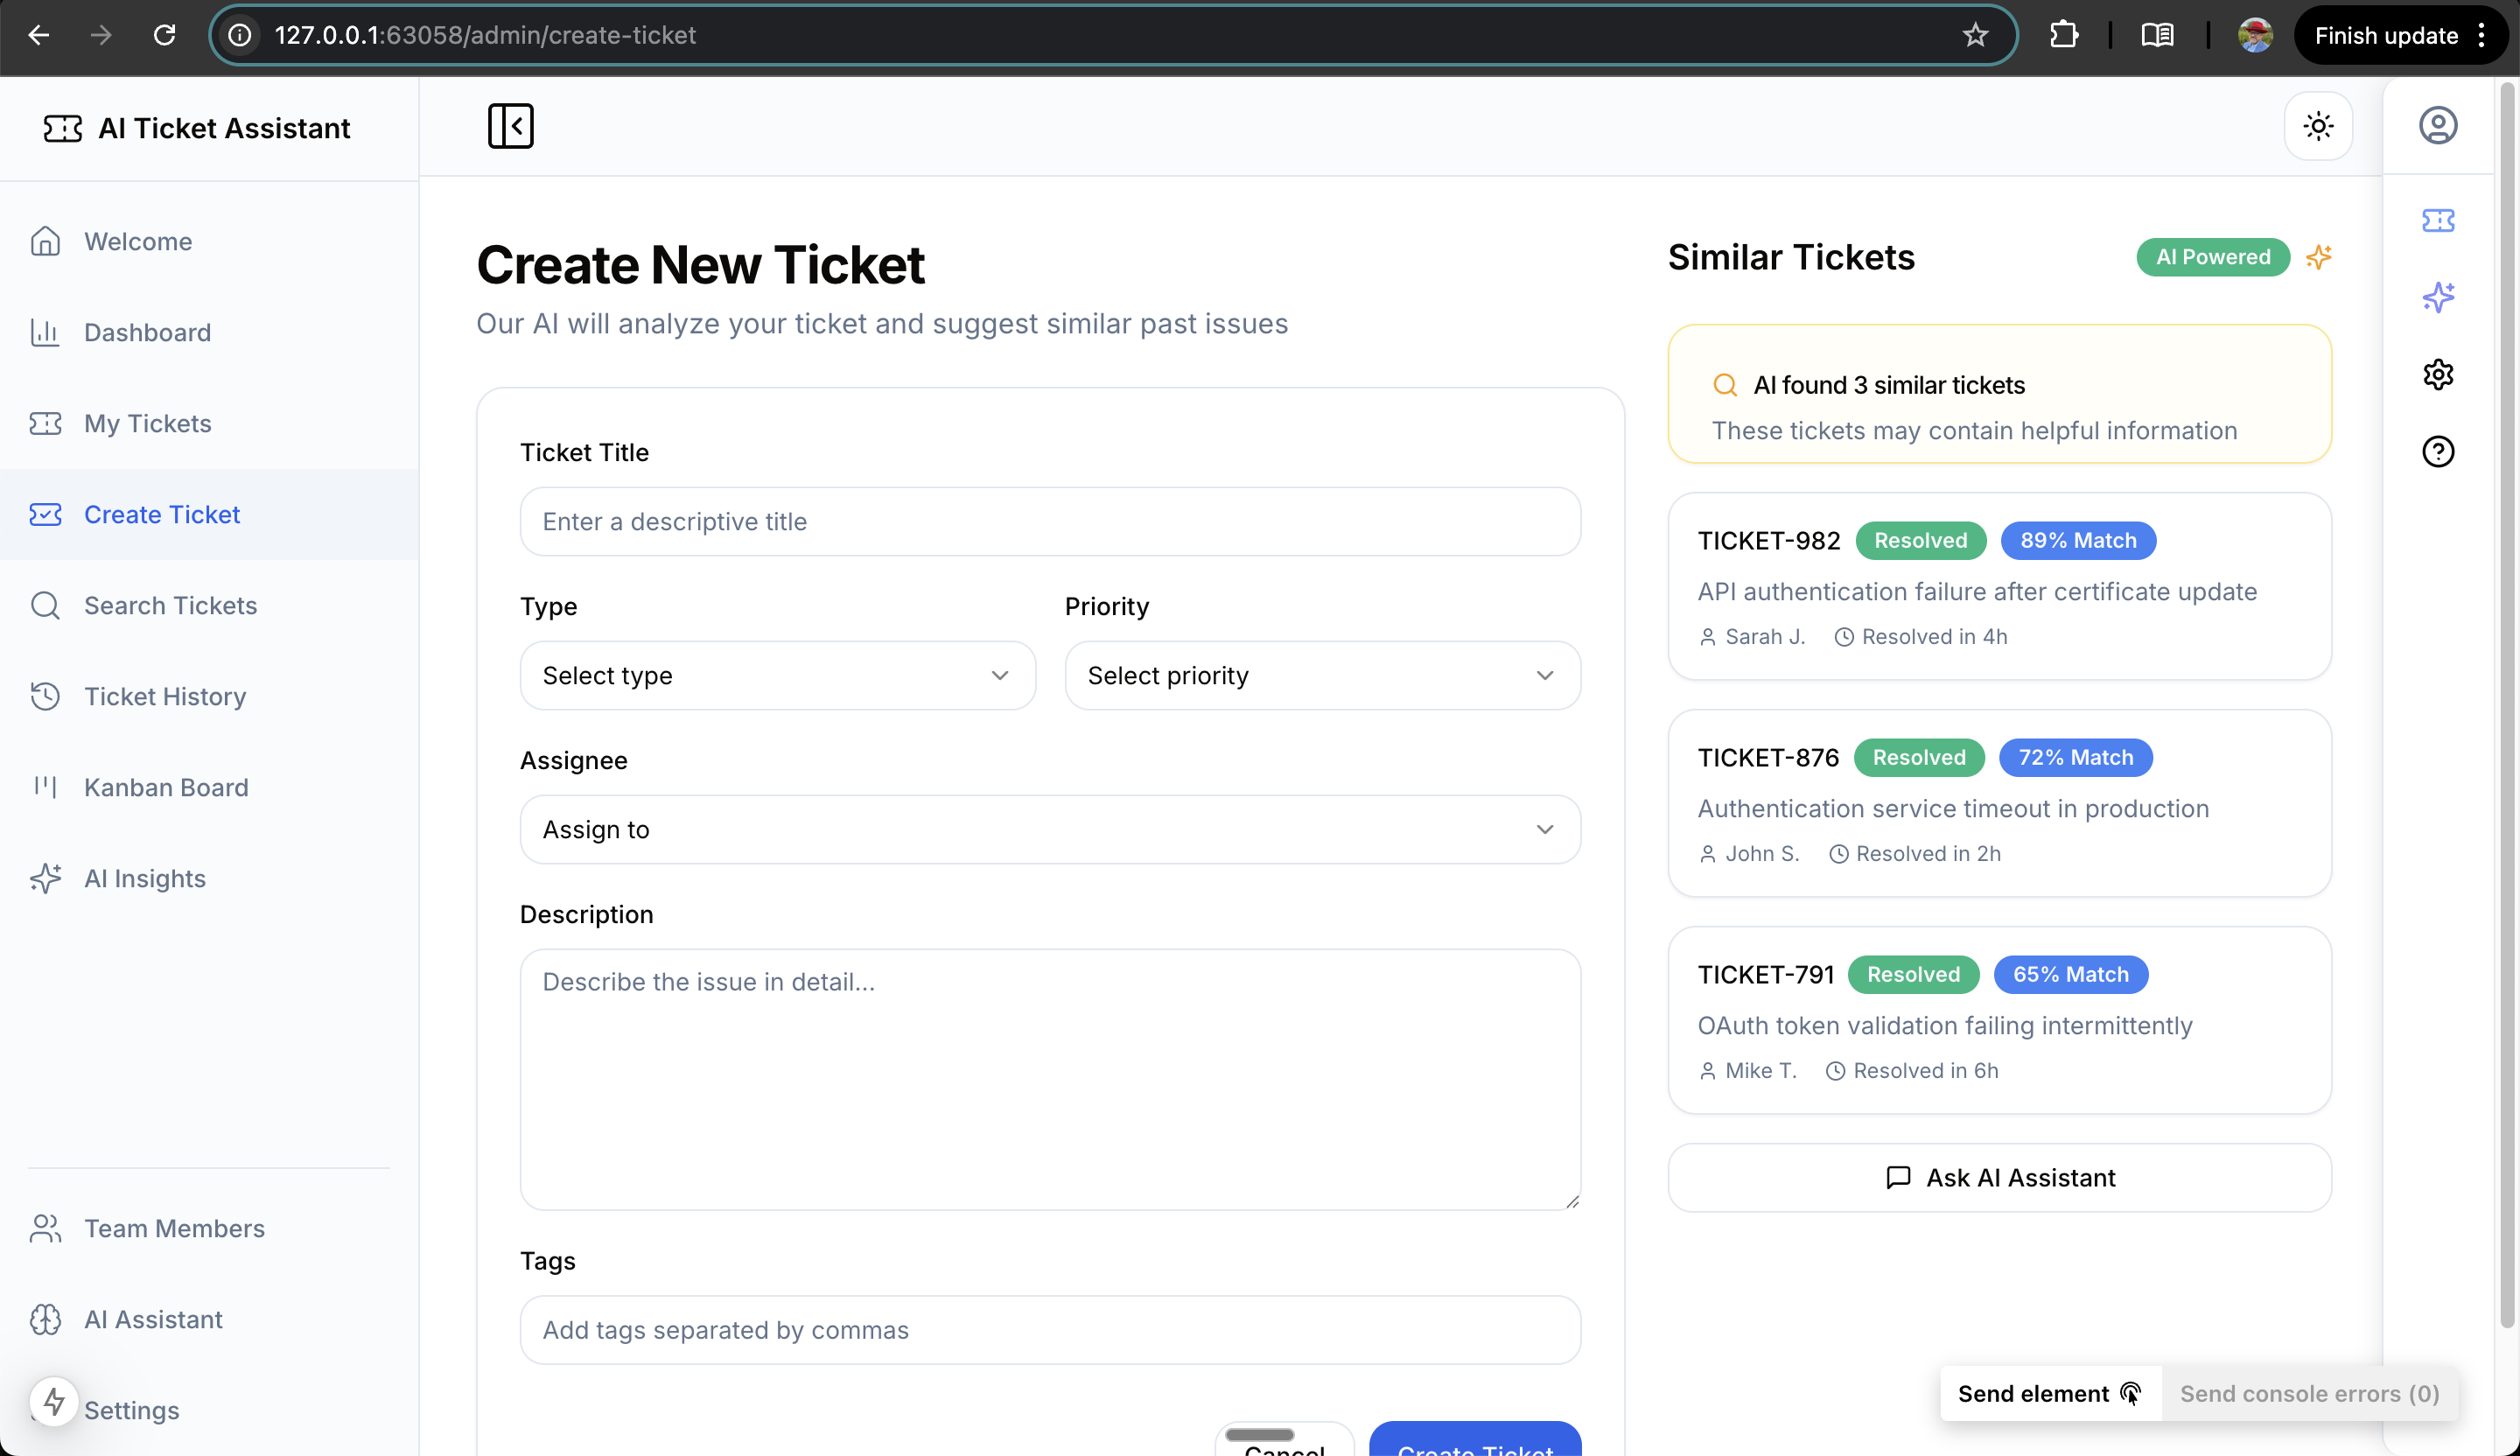 127.0.0.1:63058/admin/create-ticket
Finish update
AI Ticket Assistant
Welcome
Dashboard
My Tickets
Create Ticket
Search Tickets
Ticket History
Kanban Board
AI Insights
Team Members
AI Assistant
Settings
Create New Ticket
Our AI will analyze your ticket and suggest similar past issues
Ticket Title
Enter a descriptive title
Type
Priority
Select type
Select priority
Assignee
Assign to
Description
Describe the issue in detail...
Tags
Add tags separated by commas
Cancel
Create Ticket
Similar Tickets
AI Powered
AI found 3 similar tickets
These tickets may contain helpful information
TICKET-982 Resolved 89% Match
API authentication failure after certificate update
Sarah J. Resolved in 4h
TICKET-876 Resolved 72% Match
Authentication service timeout in production
John S. Resolved in 2h
TICKET-791 Resolved 65% Match
OAuth token validation failing intermittently
Mike T. Resolved in 6h
Ask AI Assistant
Send element
Send console errors (0)